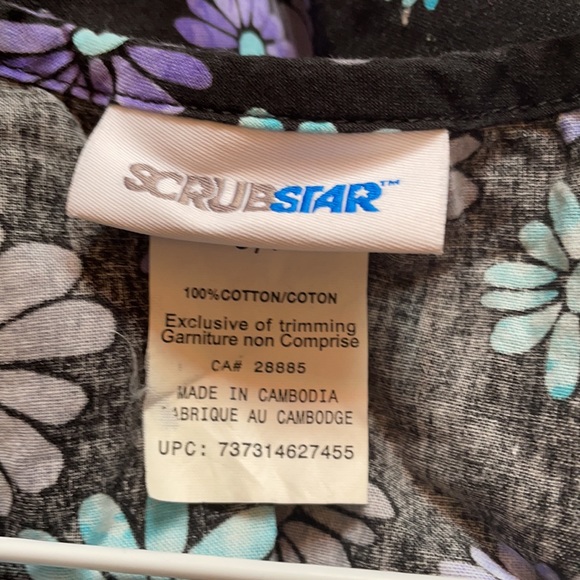 SCRUBSTAR™
100%COTTON/COTON
Exclusive of trimming
Garniture non Comprise
CA# 28885
MADE IN CAMBODIA
ABRIQUE AU CAMBODGE
UPC: 737314627455